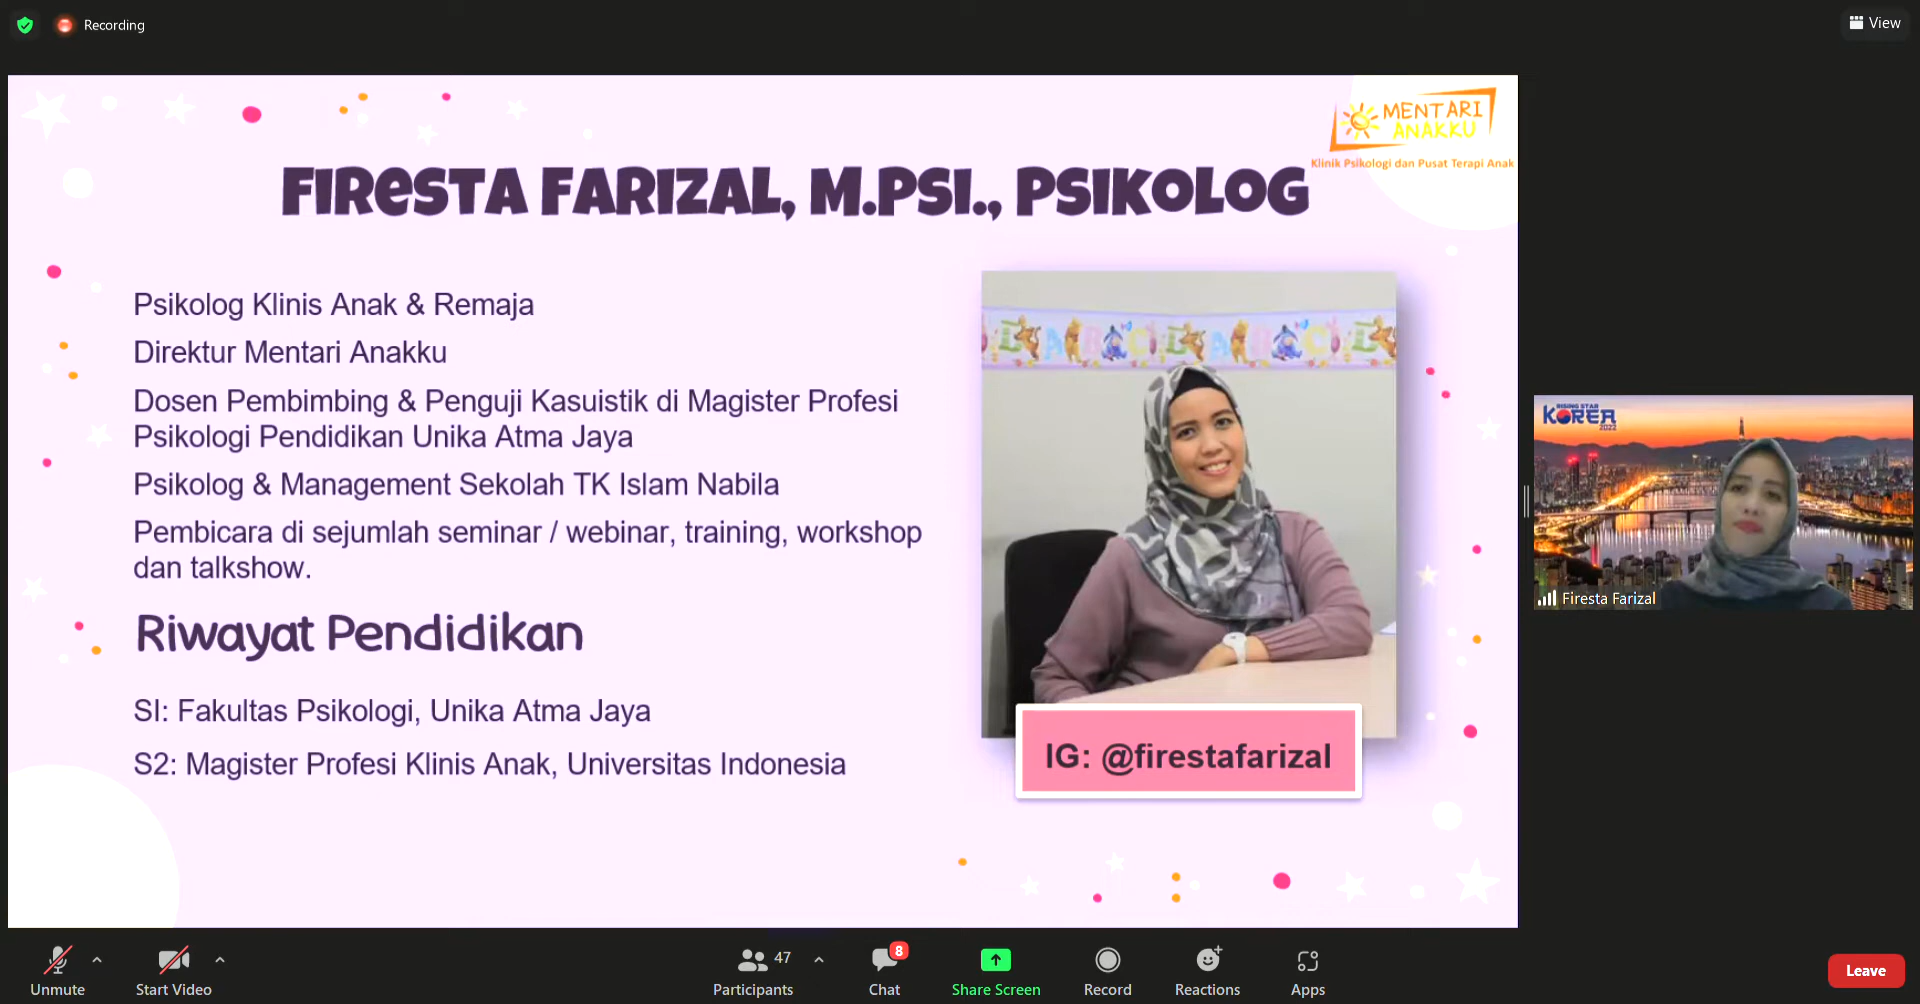 Recording
View
MENTARI
ANAKKU
Klinik Psikologi dan Pusat Terapi Anak
FIRESTA FARIZAL, M.PSI., PSIKOLOG
Psikolog Klinis Anak & Remaja
Direktur Mentari Anakku
Dosen Pembimbing & Penguji Kasuistik di Magister Profesi
Psikologi Pendidikan Unika Atma Jaya
Psikolog & Management Sekolah TK Islam Nabila
Pembicara di sejumlah seminar / webinar, training, workshop
dan talkshow.
Riwayat Pendidikan
SI: Fakultas Psikologi, Unika Atma Jaya
S2: Magister Profesi Klinis Anak, Universitas Indonesia
IG: @firestafarizal
RISING STAR
KOREA
2022
Firesta Farizal
Unmute
Start Video
47
Participants
8
Chat
Share Screen
Record
Reactions
Apps
Leave